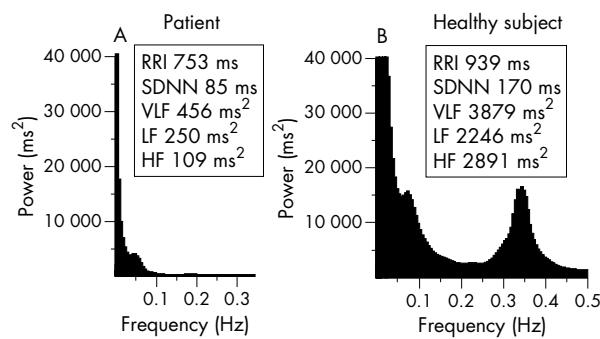 Patient
A
RRI 753 ms
SDNN 85 ms
VLF 456 ms²
LF 250 ms²
HF 109 ms²
40 000
30 000
20 000
10 000
Power (ms²)
0.1 0.2 0.3
Frequency (Hz)
Healthy subject
B
RRI 939 ms
SDNN 170 ms
VLF 3879 ms²
LF 2246 ms²
HF 2891 ms²
40 000
30 000
20 000
10 000
Power (ms²)
0.1 0.2 0.3 0.4 0.5
Frequency (Hz)